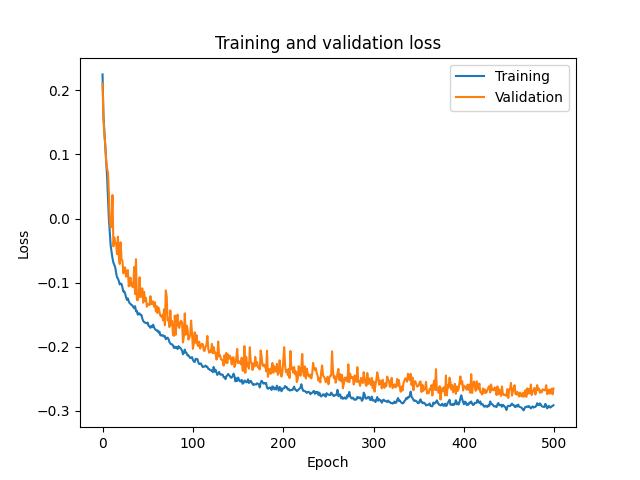 Training and validation loss
Training
Validation
Loss
0.2
0.1
0.0
−0.1
−0.2
−0.3
0
100
200
300
400
500
Epoch